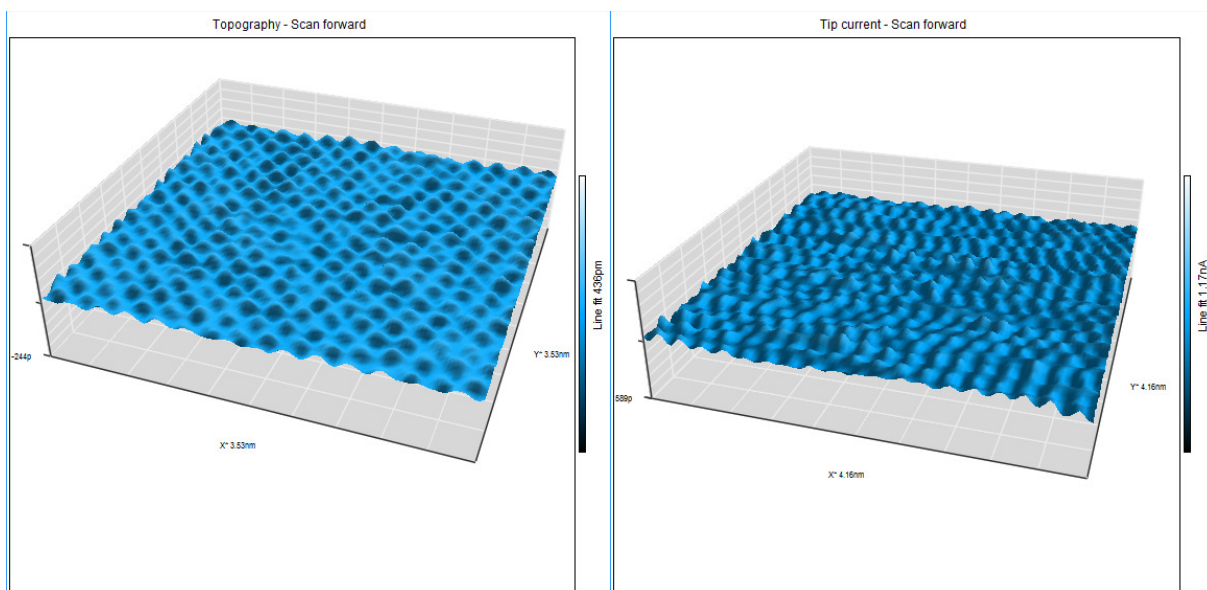 Topography - Scan forward
Line fit 436pm
-244p
Y* 3.53nm
X* 3.53nm
Tip current - Scan forward
Line fit 1.17nA
589p
Y* 4.16nm
X* 4.16nm